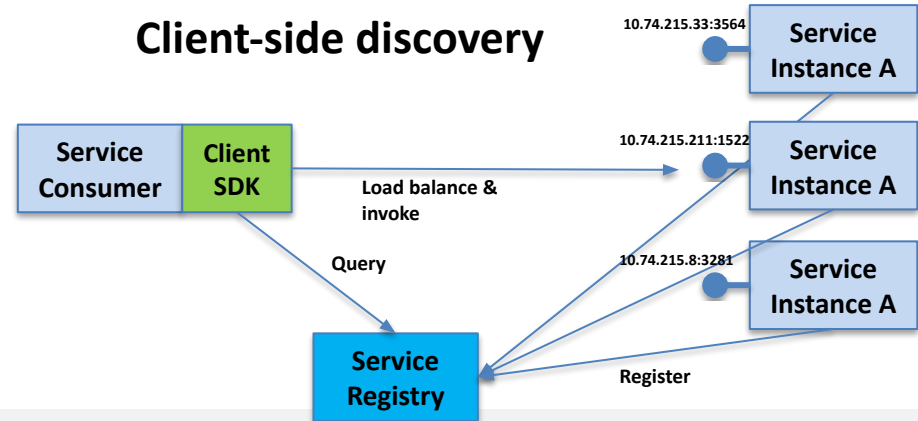 Client-side discovery
10.74.215.33:3564
Service
Instance A
Service
Consumer
Client
SDK
Load balance &
invoke
10.74.215.211:1522
Service
Instance A
Query
10.74.215.8:3281
Service
Instance A
Service
Registry
Register